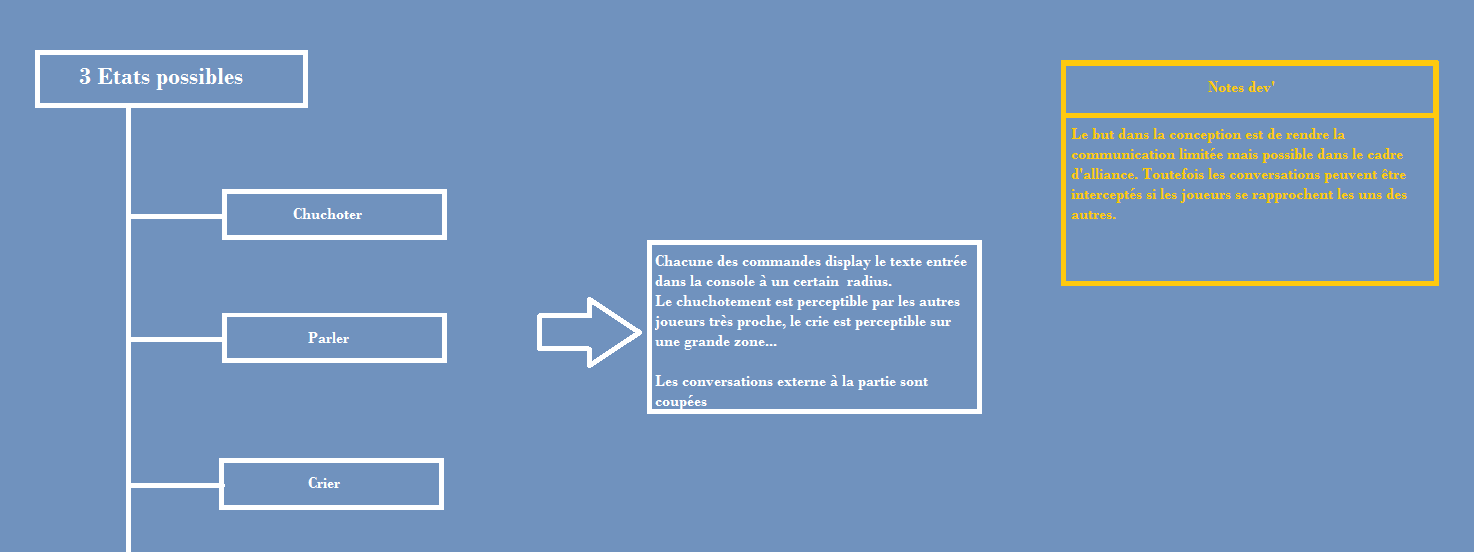 3 Etats possibles
Chuchoter
Parler
Crier
Chacune des commandes display le texte entrée
dans la console à un certain radius.
Le chuchotement est perceptible par les autres
joueurs très proche, le crie est perceptible sur
une grande zone...
Les conversations externe à la partie sont
coupées
Notes dev'
Le but dans la conception est de rendre la
communication limitée mais possible dans le cadre
d'alliance. Toutefois les conversations peuvent être
interceptés si les joueurs se rapprochent les uns des
autres.